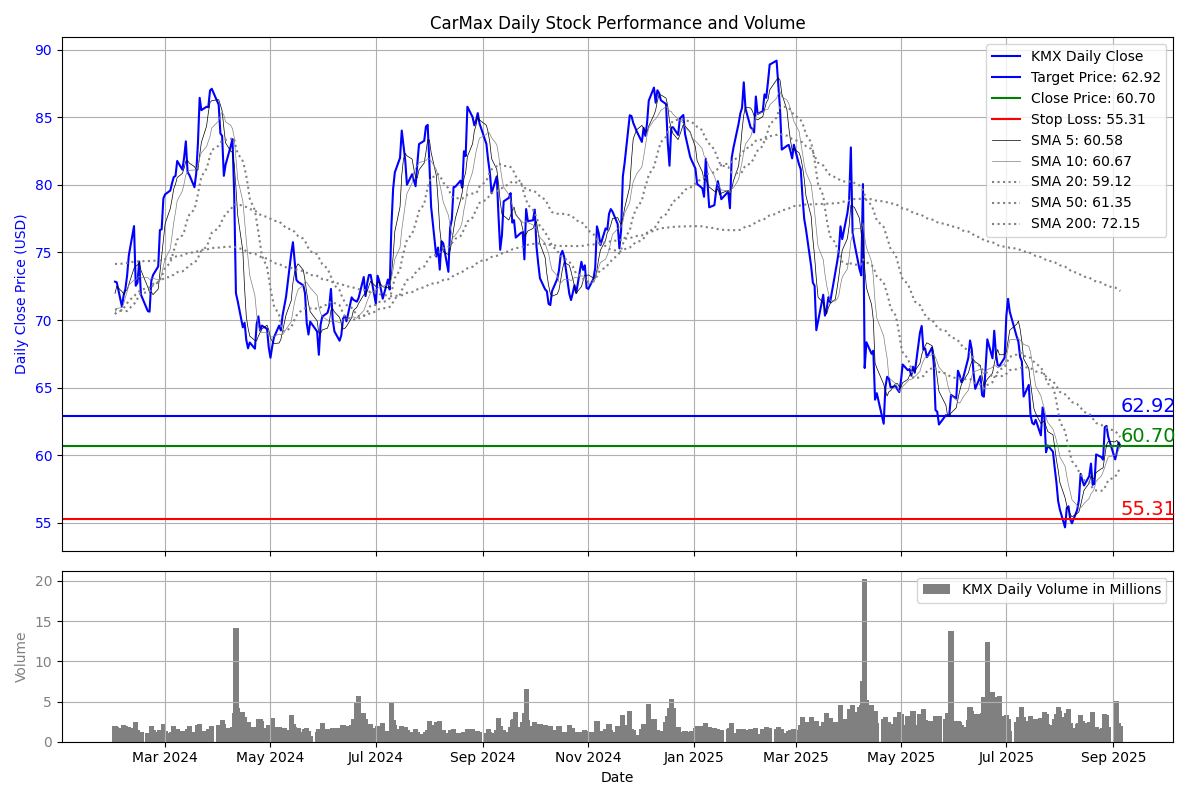 CarMax Daily Stock Performance and Volume
90
85
80
75
70
65
60
55
Daily Close Price (USD)
KMX Daily Close
Target Price: 62.92
Close Price: 60.70
Stop Loss: 55.31
SMA 5: 60.58
SMA 10: 60.67
SMA 20: 59.12
SMA 50: 61.35
SMA 200: 72.15
62.92
60.70
55.31
20
15
10
5
0
Volume
KMX Daily Volume in Millions
Mar 2024
May 2024
Jul 2024
Sep 2024
Nov 2024
Jan 2025
Mar 2025
May 2025
Jul 2025
Sep 2025
Date